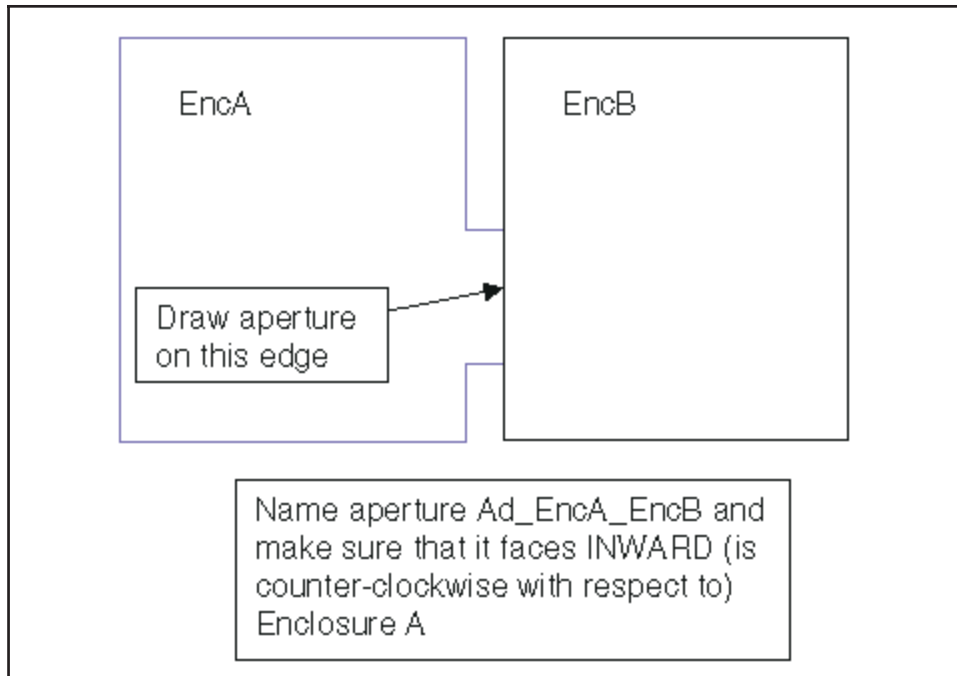 EncA
EncB
Draw aperture
on this edge
Name aperture Ad_EncA_EncB and
make sure that it faces INWARD (is
counter-clockwise with respect to)
Enclosure A